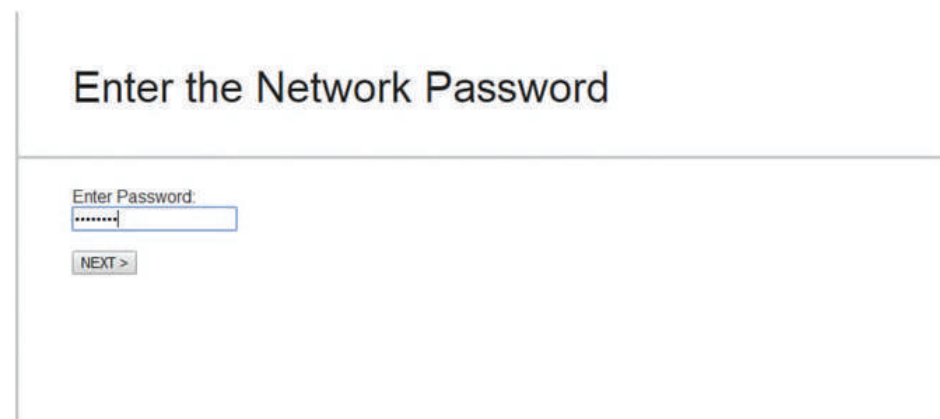 Enter the Network Password
Enter Password:
••••••••
NEXT >